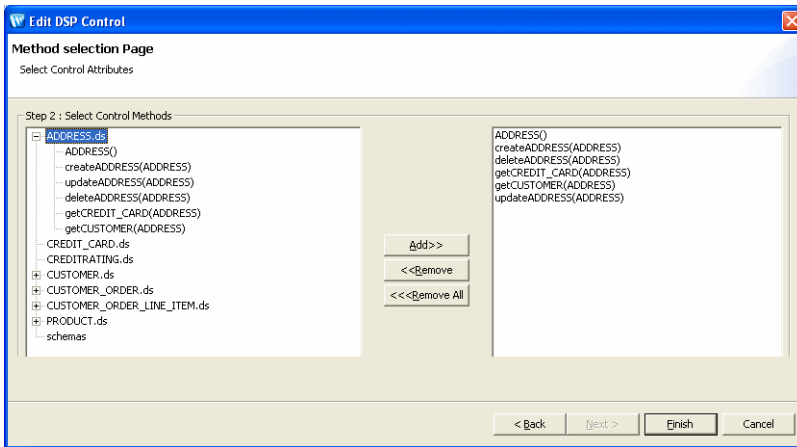 Edit DSP Control
Method selection Page
Select Control Attributes
Step 2 : Select Control Methods
ADDRESS.ds
ADDRESS()
createADDRESS(ADDRESS)
updateADDRESS(ADDRESS)
deleteADDRESS(ADDRESS)
getCREDIT_CARD(ADDRESS)
getCUSTOMER(ADDRESS)
CREDIT_CARD.ds
CREDITRATING.ds
CUSTOMER.ds
CUSTOMER_ORDER.ds
CUSTOMER_ORDER_LINE_ITEM.ds
PRODUCT.ds
schemas
Add>>
<<Remove
<<<Remove All
ADDRESS()
createADDRESS(ADDRESS)
deleteADDRESS(ADDRESS)
getCREDIT_CARD(ADDRESS)
getCUSTOMER(ADDRESS)
updateADDRESS(ADDRESS)
< Back
Next >
Finish
Cancel